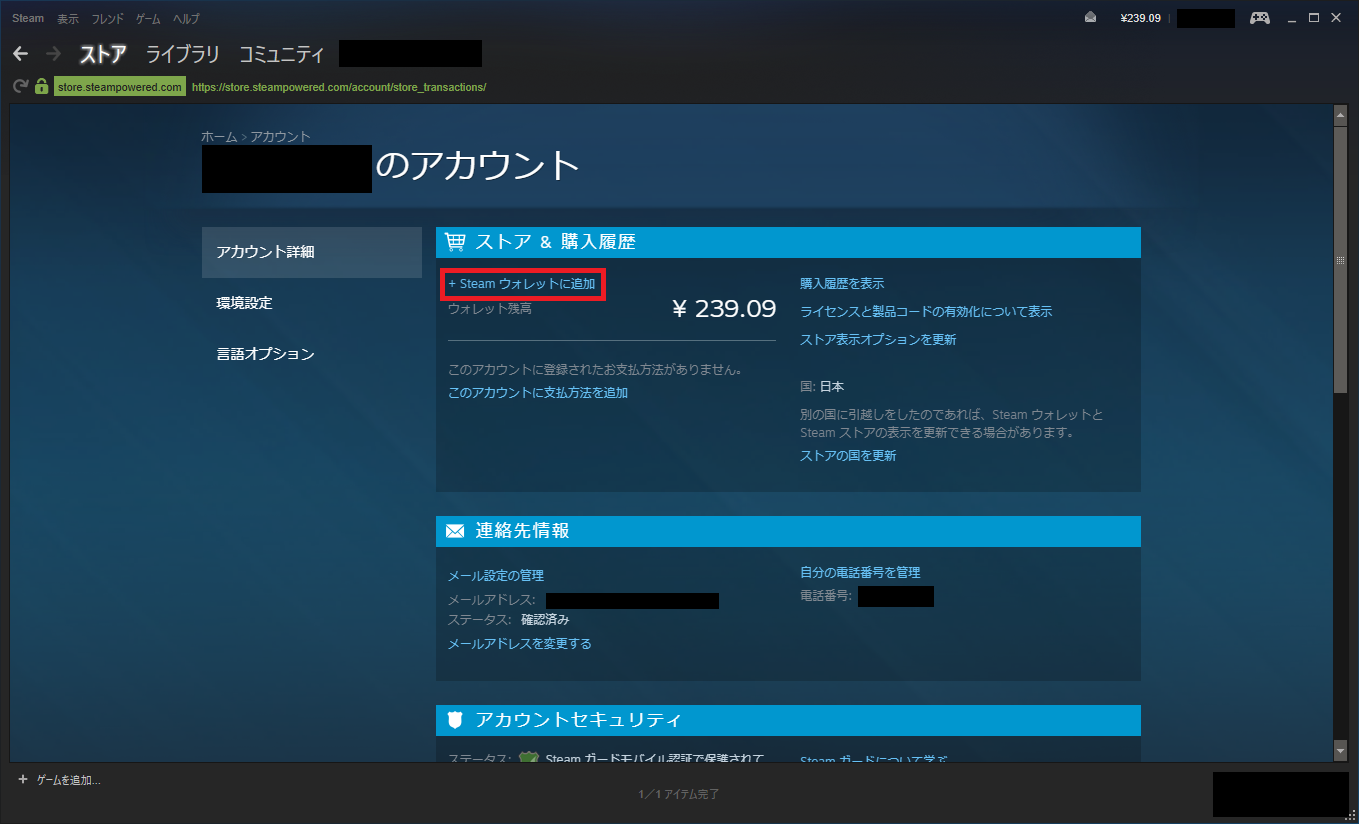 Steam 表示 フレンド ゲーム ヘルプ
¥239.09
ストア ライブラリ コミュニティ
store.steampowered.com https://store.steampowered.com/account/store_transactions/
ホーム > アカウント
のアカウント
アカウント詳細
環境設定
言語オプション
ストア & 購入履歴
+ Steam ウォレットに追加
ウォレット残高
¥ 239.09
このアカウントに登録されたお支払方法がありません。
このアカウントに支払方法を追加
購入履歴を表示
ライセンスと製品コードの有効化について表示
ストア表示オプションを更新
国: 日本
別の国に引越しをしたのであれば、Steam ウォレットと
Steam ストアの表示を更新できる場合があります。
ストアの国を更新
連絡先情報
メール設定の管理
メールアドレス:
ステータス: 確認済み
メールアドレスを変更する
自分の電話番号を管理
電話番号:
アカウントセキュリティ
ステータス: Steam ガードモバイル認証で保護されて
Steam ガードについて学ぶ
+ ゲームを追加...
1／1 アイテム完了